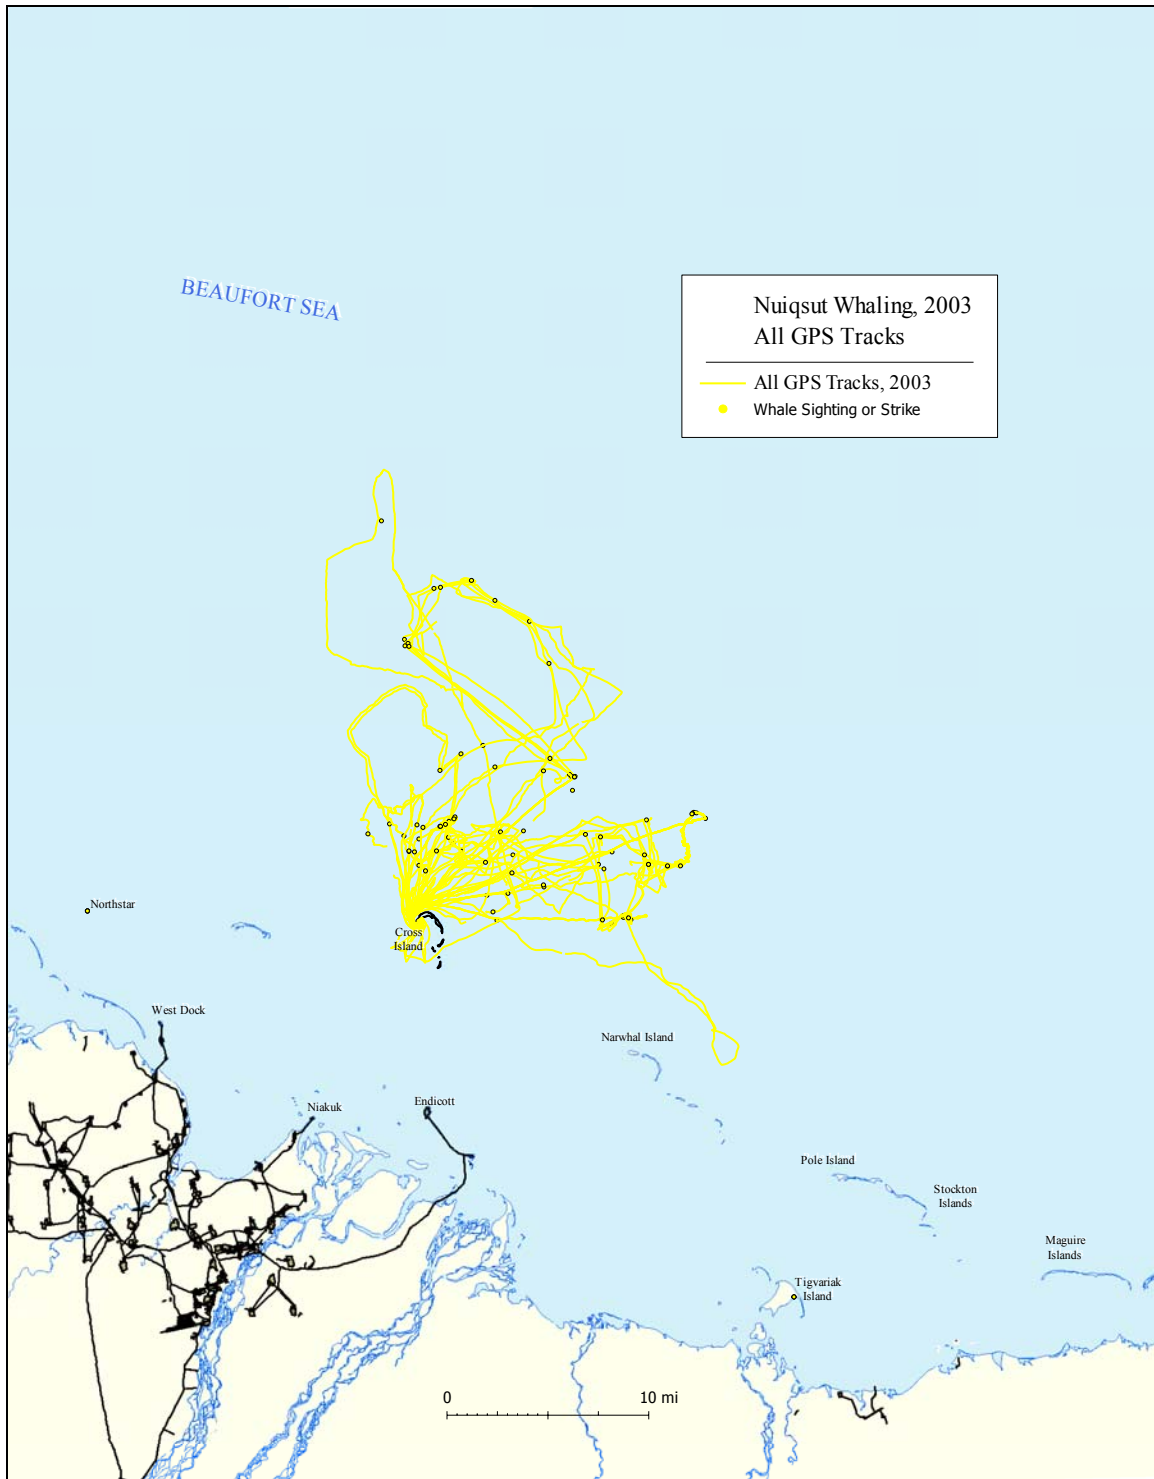 BEAUFORT SEA
Nuiqsut Whaling, 2003
All GPS Tracks
All GPS Tracks, 2003
Whale Sighting or Strike
Northstar
Cross
Island
West Dock
Narwhal Island
Niakuk
Endicott
Pole Island
Stockton
Islands
Maguire
Islands
Tigvariak
Island
0 10 mi